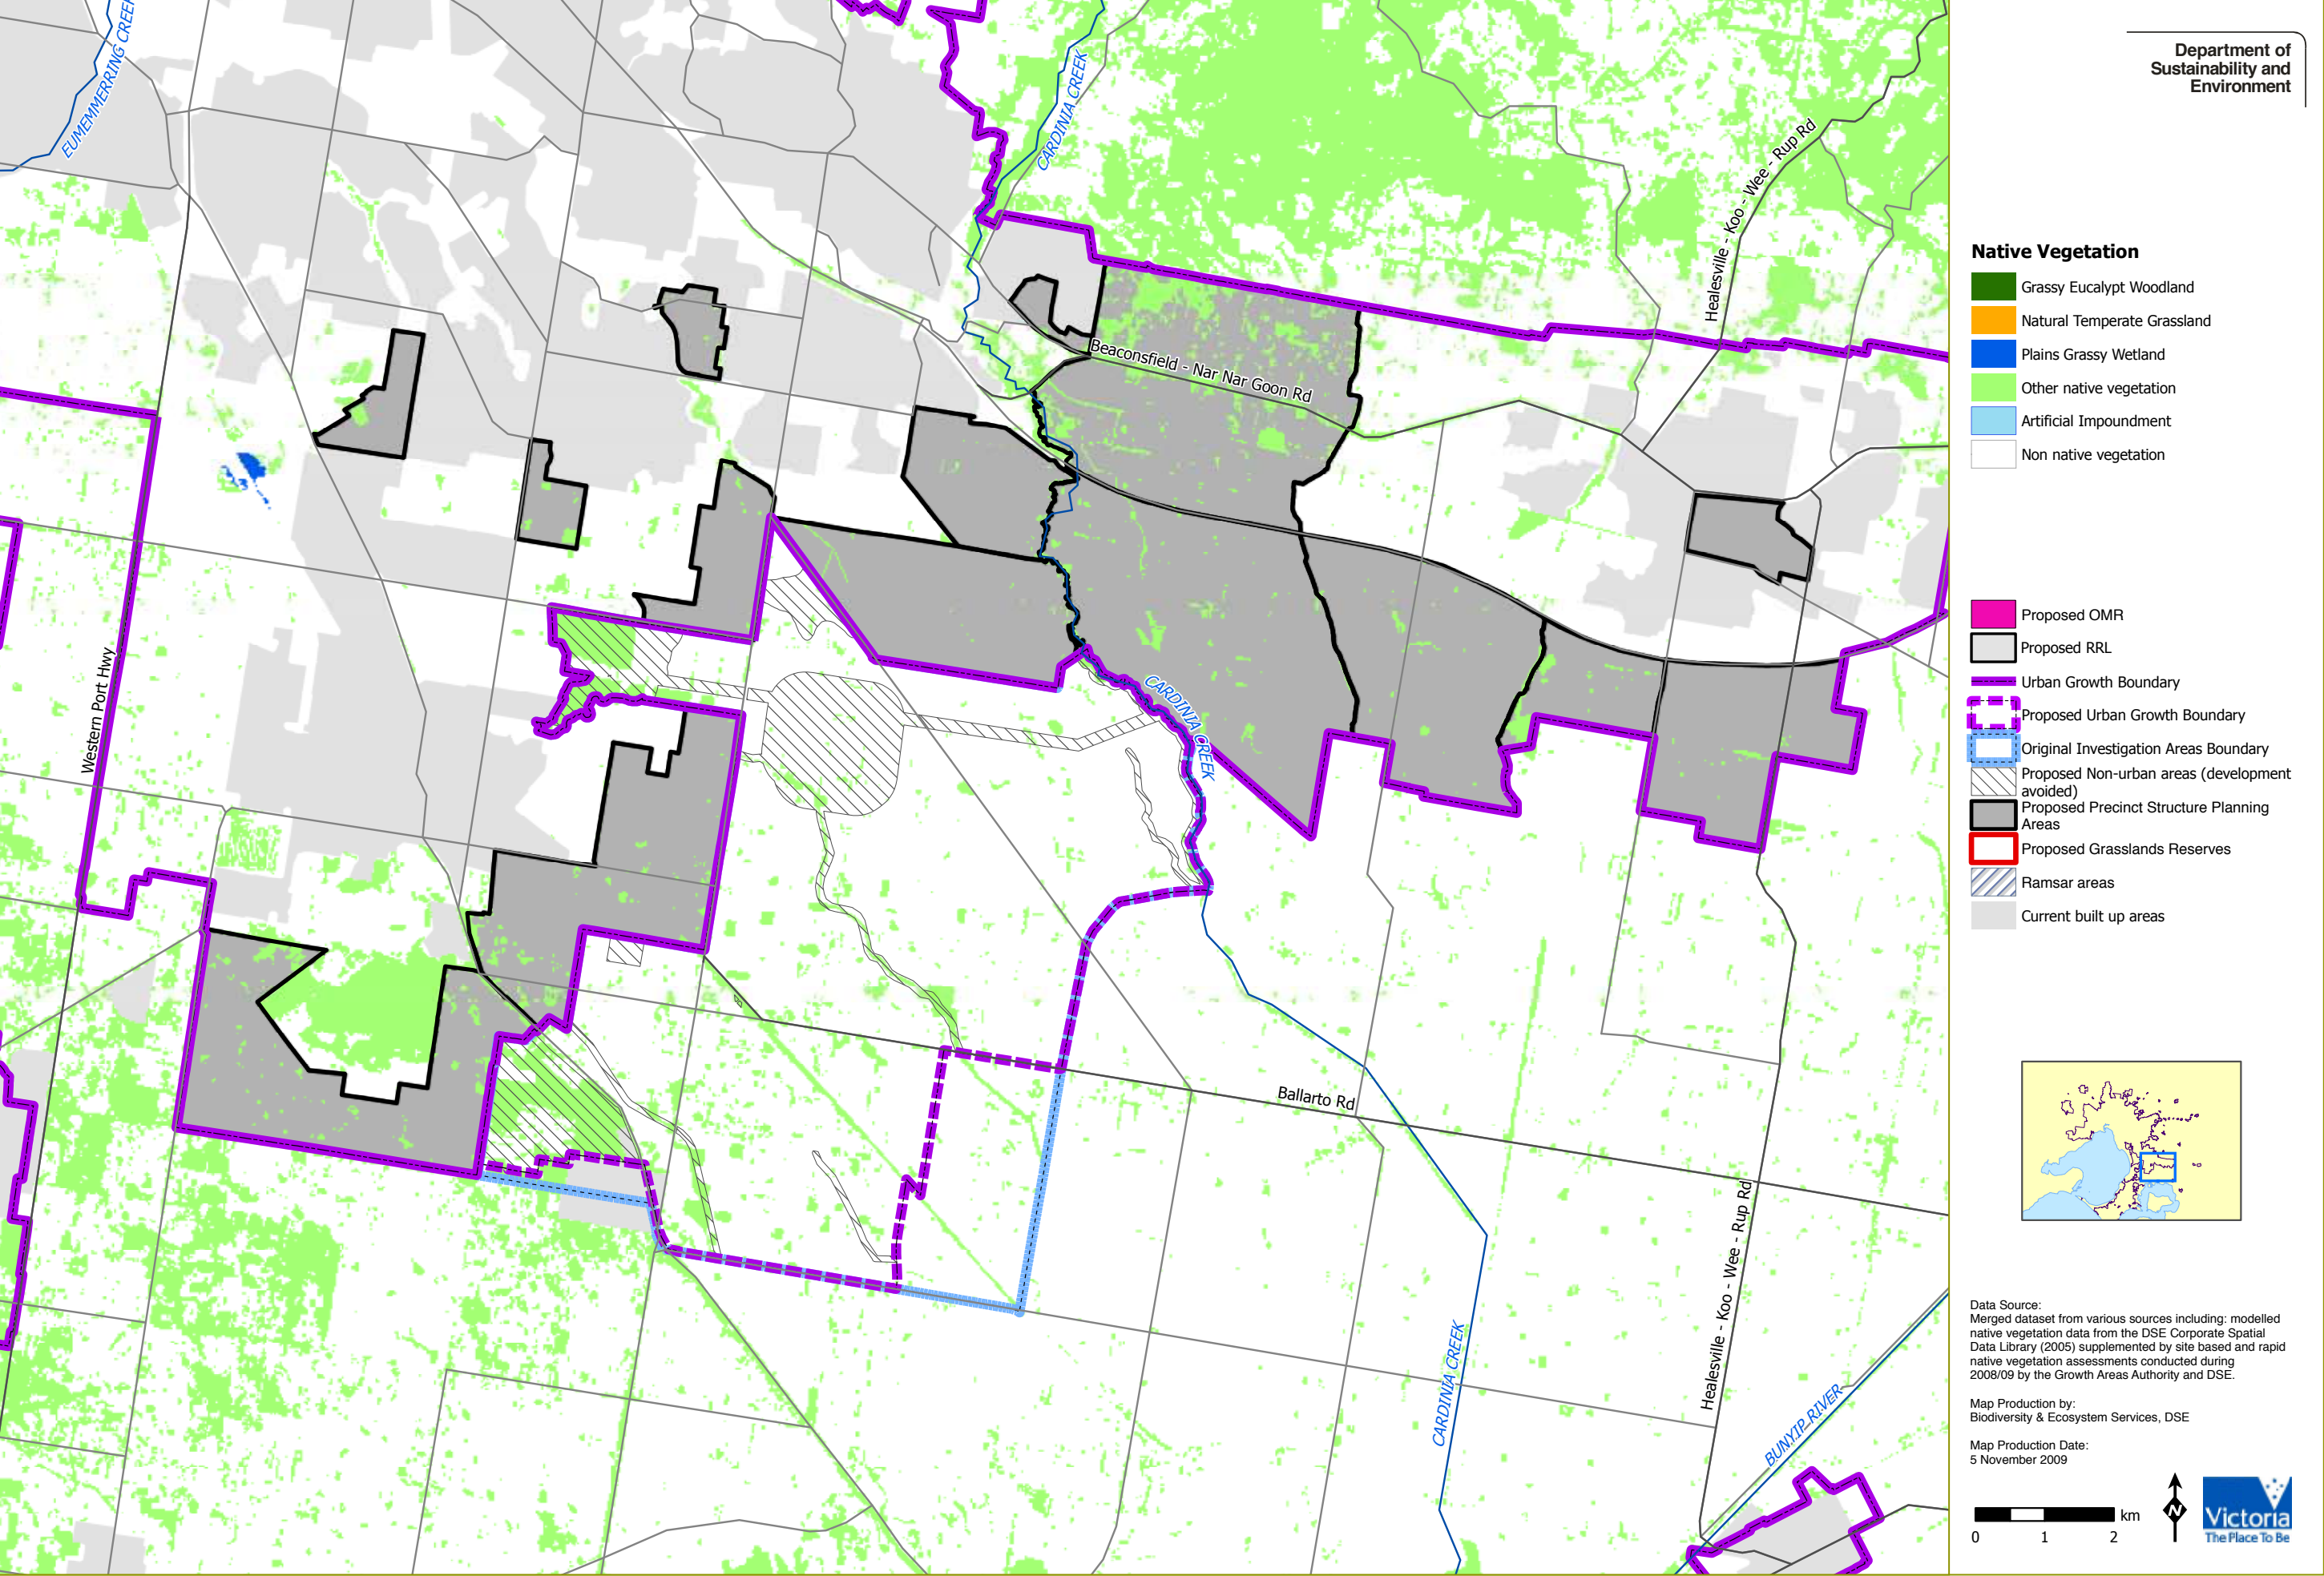 EUMEMMERRING CREEK
CARDINIA CREEK
Healesville - Koo - Wee - Rup Rd
Beaconsfield - Nar Nar Goon Rd
Western Port Hwy
CARDINIA CREEK
Ballarto Rd
Healesville - Koo - Wee - Rup Rd
CARDINIA CREEK
BUNYIP RIVER
Department of
Sustainability and
Environment
Native Vegetation
Grassy Eucalypt Woodland
Natural Temperate Grassland
Plains Grassy Wetland
Other native vegetation
Artificial Impoundment
Non native vegetation
Proposed OMR
Proposed RRL
Urban Growth Boundary
Proposed Urban Growth Boundary
Original Investigation Areas Boundary
Proposed Non-urban areas (development
avoided)
Proposed Precinct Structure Planning
Areas
Proposed Grasslands Reserves
Ramsar areas
Current built up areas
Data Source:
Merged dataset from various sources including: modelled
native vegetation data from the DSE Corporate Spatial
Data Library (2005) supplemented by site based and rapid
native vegetation assessments conducted during
2008/09 by the Growth Areas Authority and DSE.
Map Production by:
Biodiversity & Ecosystem Services, DSE
Map Production Date:
5 November 2009
km
0 1 2
N
Victoria
The Place To Be